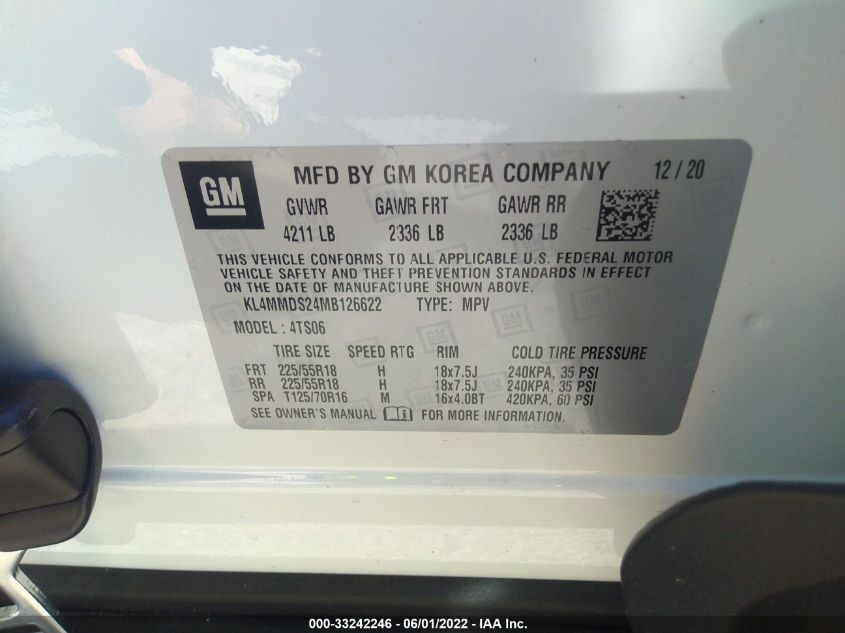 GM
MFD BY GM KOREA COMPANY 12/20
GVWR GAWR FRT GAWR RR
4211 LB 2336 LB 2336 LB
THIS VEHICLE CONFORMS TO ALL APPLICABLE U.S. FEDERAL MOTOR
VEHICLE SAFETY AND THEFT PREVENTION STANDARDS IN EFFECT
ON THE DATE OF MANUFACTURE SHOWN ABOVE.
KL4MMDS24MB126622 TYPE: MPV
MODEL: 4TS06
TIRE SIZE SPEED RTG RIM COLD TIRE PRESSURE
FRT 225/55R18 H 18x7.5J 240KPA, 35 PSI
RR 225/55R18 H 18x7.5J 240KPA, 35 PSI
SPA T125/70R16 M 16x4.0BT 420KPA, 60 PSI
SEE OWNER'S MANUAL FOR MORE INFORMATION
000-33242246 - 06/01/2022 - IAA Inc.